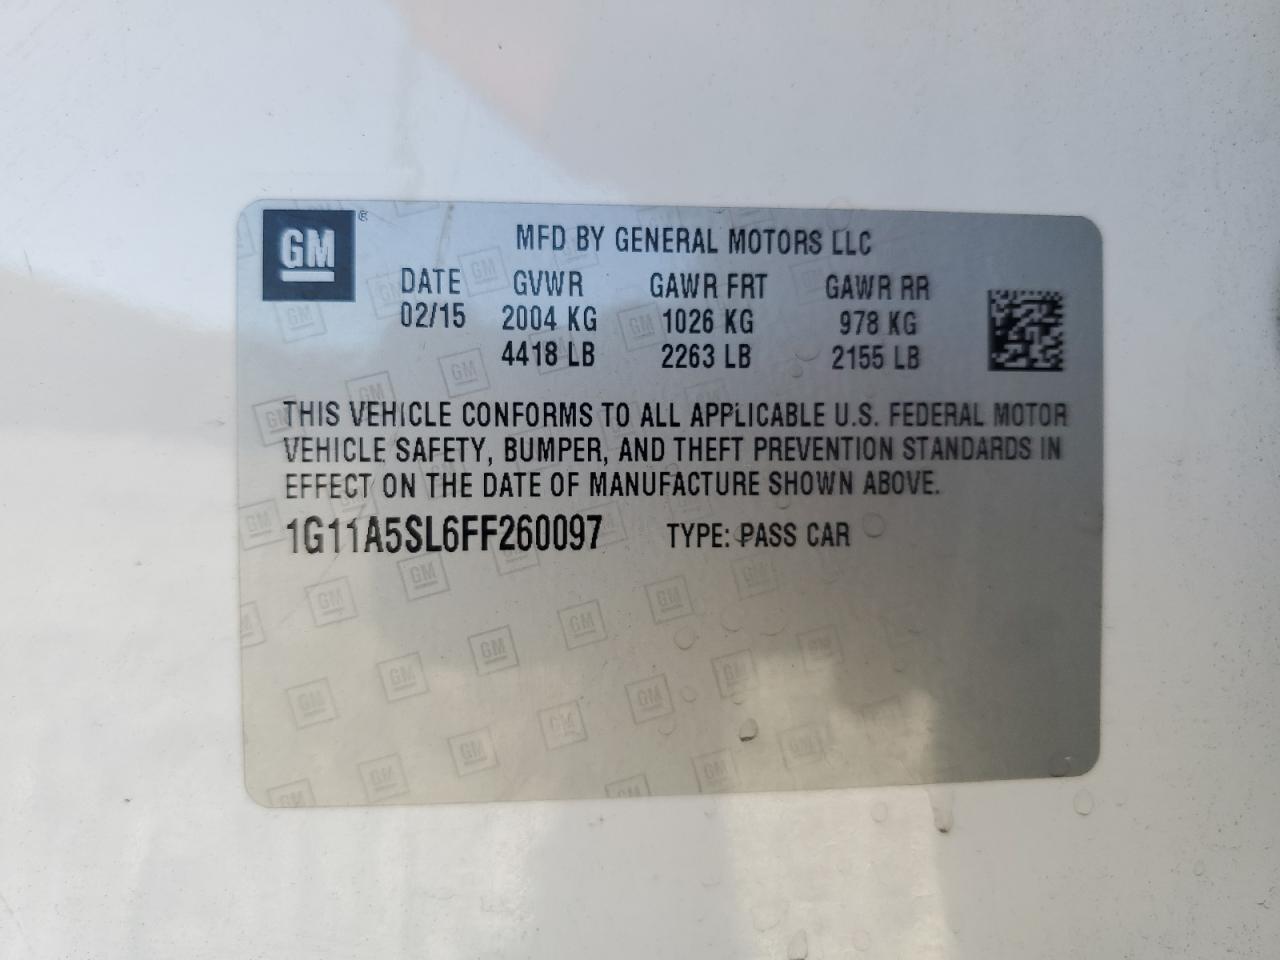 GM ®
MFD BY GENERAL MOTORS LLC
DATE GVWR GAWR FRT GAWR RR
02/15 2004 KG 1026 KG 978 KG
4418 LB 2263 LB 2155 LB
THIS VEHICLE CONFORMS TO ALL APPLICABLE U.S. FEDERAL MOTOR
VEHICLE SAFETY, BUMPER, AND THEFT PREVENTION STANDARDS IN
EFFECT ON THE DATE OF MANUFACTURE SHOWN ABOVE.
1G11A5SL6FF260097 TYPE: PASS CAR